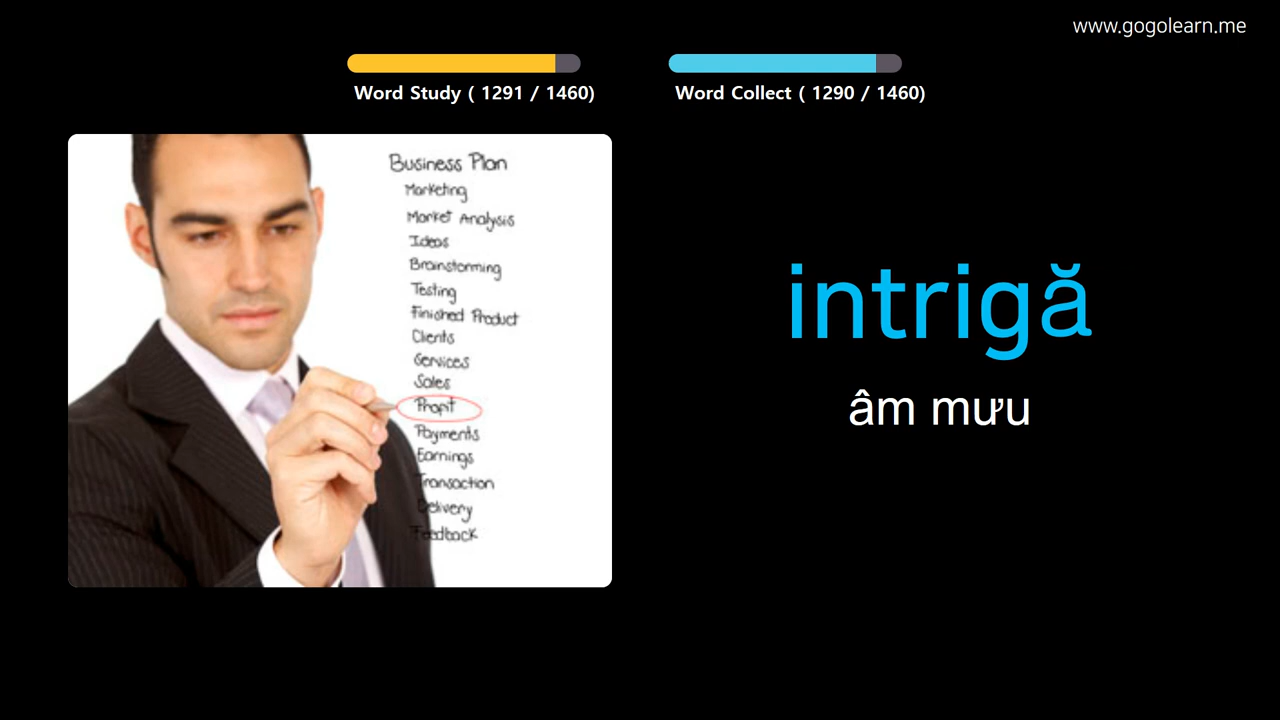 www.gogolearn.me
Word Study ( 1291 / 1460)
Word Collect ( 1290 / 1460)
Business Plan
Marketing
Market Analysis
Ideas
Brainstorming
Testing
Finished Product
Clients
Services
Sales
Profit
Payments
Earnings
Transaction
Delivery
Feedback
intrigă
âm mưu